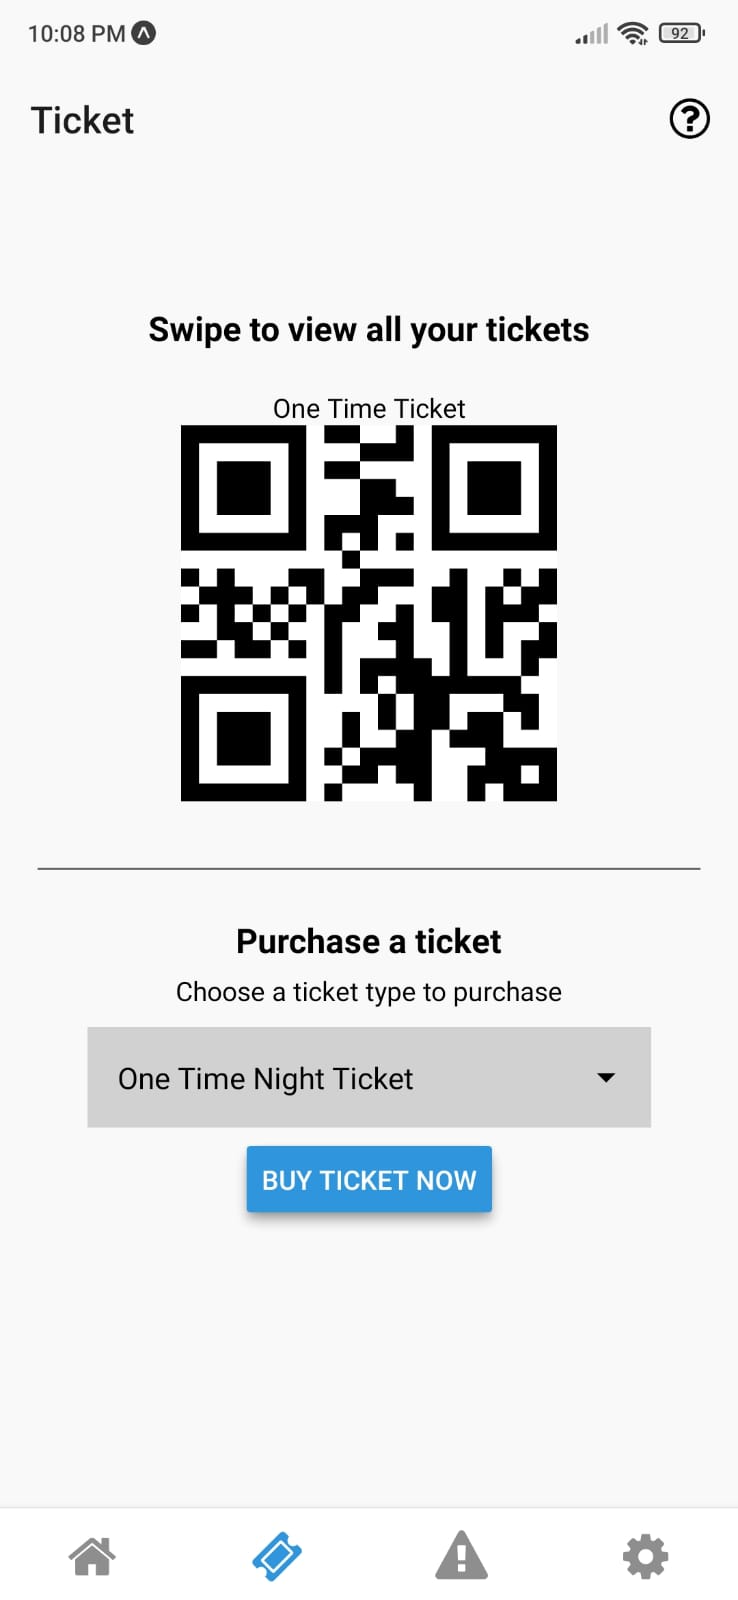 10:08 PM
92
Ticket
Swipe to view all your tickets
One Time Ticket
Purchase a ticket
Choose a ticket type to purchase
One Time Night Ticket
BUY TICKET NOW